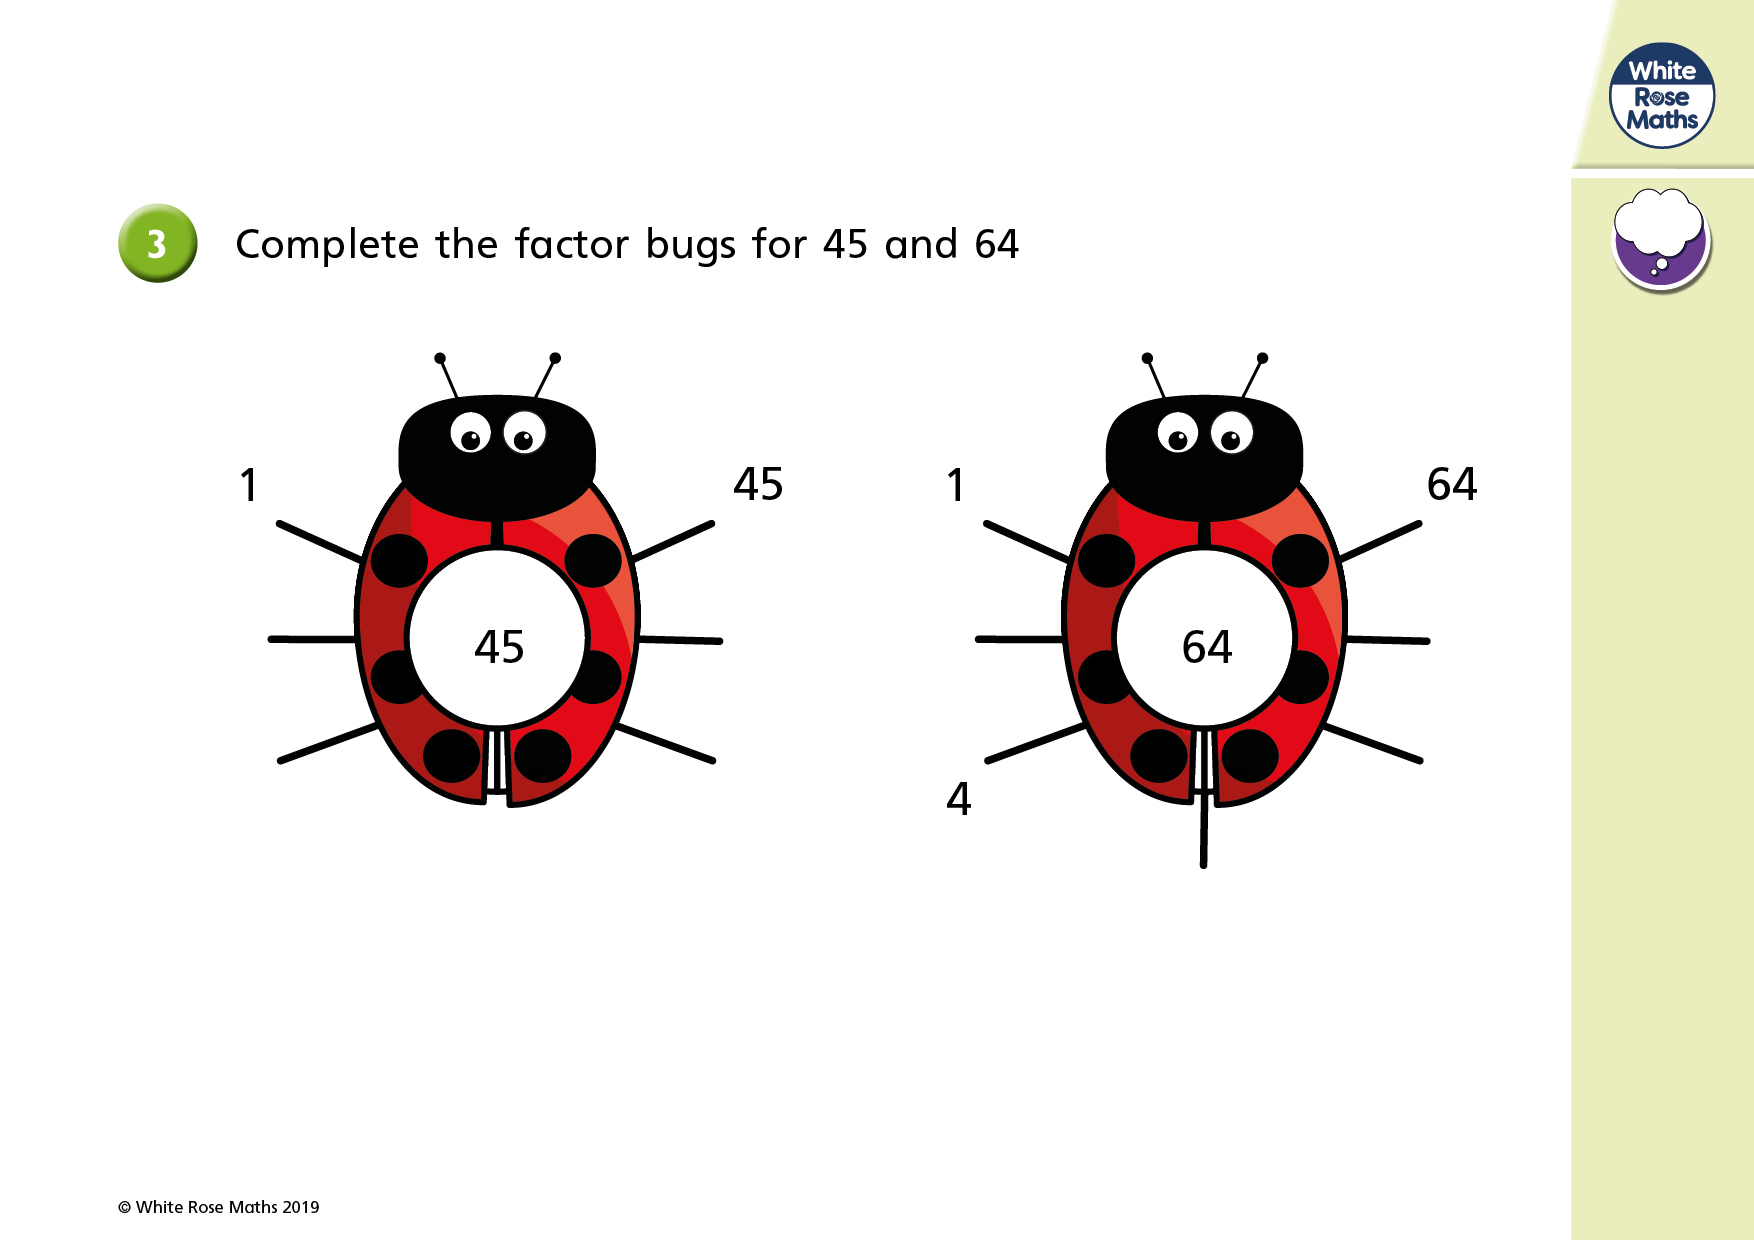 White
Rose
Maths
3 Complete the factor bugs for 45 and 64
1 45 1 64
45 64
4
© White Rose Maths 2019